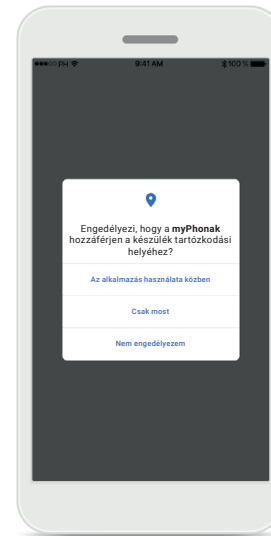 PH 9:41 AM 100 %
Engedélyezi, hogy a myPhonak
hozzáférjen a készülék tartózkodási
helyéhez?
Az alkalmazás használata közben
Csak most
Nem engedélyezem